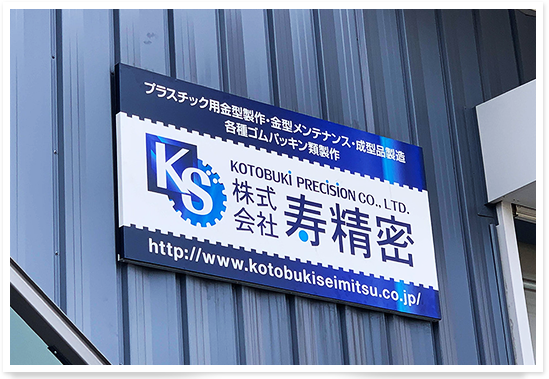 プラスチック用金型製作・金型メンテナンス・成型品製造
各種ゴムパッキン類製作
KS
KOTOBUKI PRECISION CO., LTD.
株式会社 寿精密
http://www.kotobukiseimitsu.co.jp/